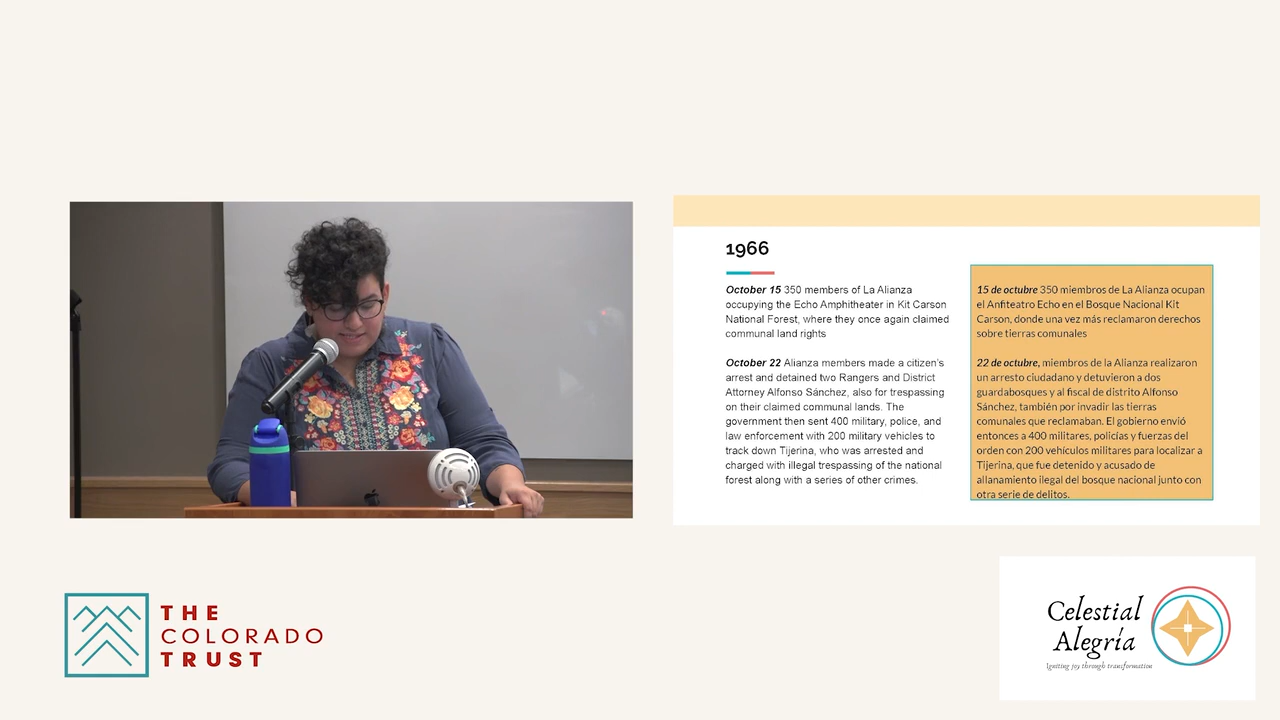 1966
October 15 350 members of La Alianza
occupying the Echo Amphitheater in Kit Carson
National Forest, where they once again claimed
communal land rights
October 22 Alianza members made a citizen's
arrest and detained two Rangers and District
Attorney Alfonso Sánchez, also for trespassing
on their claimed communal lands. The
government then sent 400 military, police, and
law enforcement with 200 military vehicles to
track down Tijerina, who was arrested and
charged with illegal trespassing of the national
forest along with a series of other crimes.
15 de octubre 350 miembros de La Alianza ocupan
el Anfiteatro Echo en el Bosque Nacional Kit
Carson, donde una vez más reclamaron derechos
sobre tierras comunales
22 de octubre, miembros de la Alianza realizaron
un arresto ciudadano y detuvieron a dos
guardabosques y al fiscal de distrito Alfonso
Sánchez, también por invadir las tierras
comunales que reclamaban. El gobierno envió
entonces a 400 militares, policías y fuerzas del
orden con 200 vehículos militares para localizar a
Tijerina, que fue detenido y acusado de
allanamiento ilegal del bosque nacional junto con
otra serie de delitos.
THE
COLORADO
TRUST
Celestial
Alegría
Igniting joy through transformation